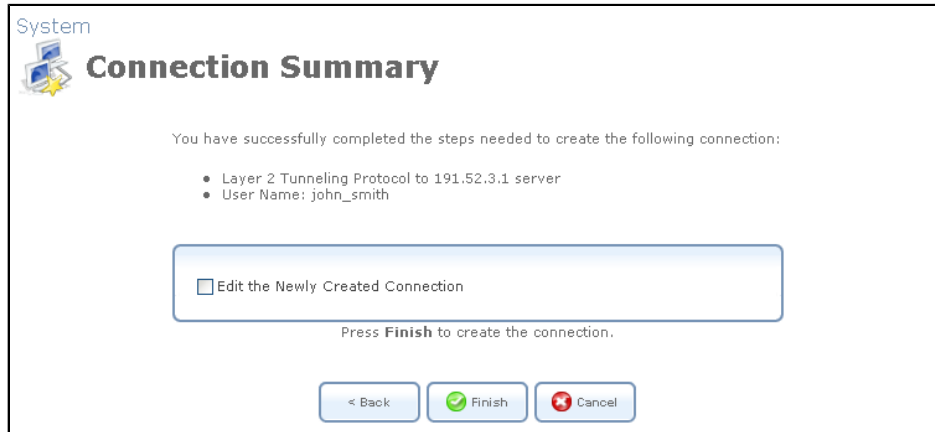 System
Connection Summary
You have successfully completed the steps needed to create the following connection:
● Layer 2 Tunneling Protocol to 191.52.3.1 server
● User Name: john_smith
Edit the Newly Created Connection
Press Finish to create the connection.
< Back
Finish
Cancel